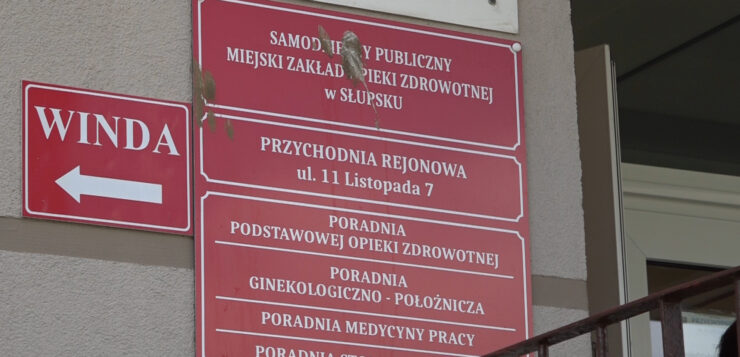 WINDA
PUBLICZNY
MIEJSKI ZAKŁAD OPIEKI ZDROWOTNEJ
w SŁUPSKU
PRZYCHODNIA REJONOWA
ul. 11 Listopada 7
PORADNIA
PODSTAWOWEJ OPIEKI ZDROWOTNEJ
PORADNIA
GINEKOLOGICZNO - POŁOŻNICZA
PORADNIA MEDYCYNY PRACY
PORADNIA